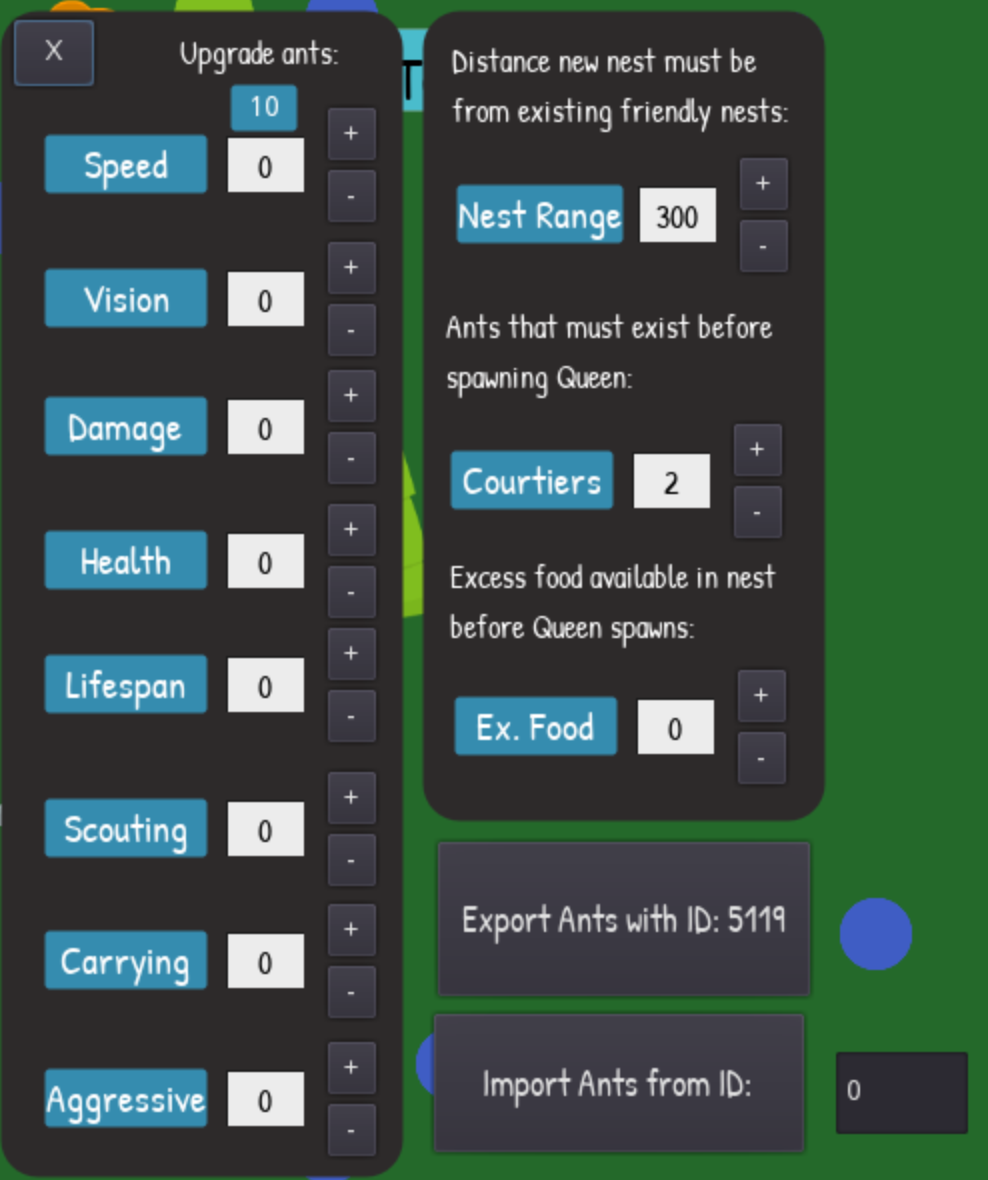 X
Upgrade ants:
10
Speed
0
+
-
Vision
0
+
-
Damage
0
+
-
Health
0
+
-
Lifespan
0
+
-
Scouting
0
+
-
Carrying
0
+
-
Aggressive
0
+
-
T
Distance new nest must be
from existing friendly nests:
Nest Range
300
+
-
Ants that must exist before
spawning Queen:
Courtiers
2
+
-
Excess food available in nest
before Queen spawns:
Ex. Food
0
+
-
Export Ants with ID: 5119
Import Ants from ID:
0